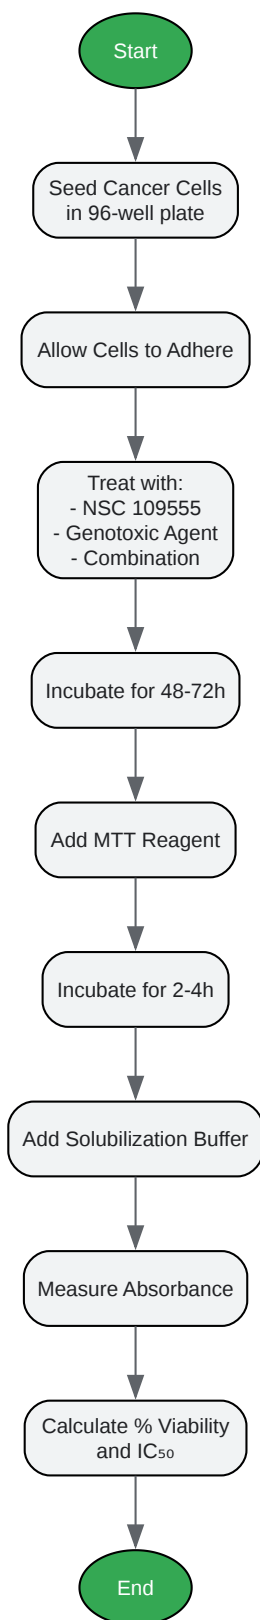 Start
Seed Cancer Cells
in 96-well plate
Allow Cells to Adhere
Treat with:
- NSC 109555
- Genotoxic Agent
- Combination
Incubate for 48-72h
Add MTT Reagent
Incubate for 2-4h
Add Solubilization Buffer
Measure Absorbance
Calculate % Viability
and IC₅₀
End